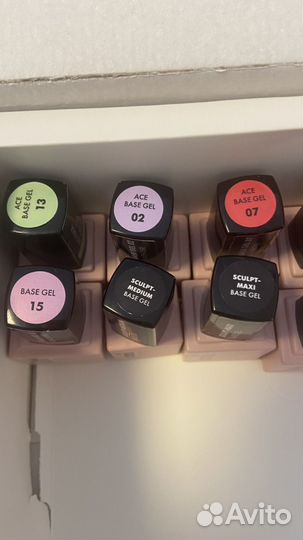 ACE
BASE GEL
13
ACE
BASE GEL
02
ACE
BASE GEL
07
BASE GEL
15
SCULPT-
MEDIUM
BASE GEL
SCULPT-
MAXI
BASE GEL
Avito